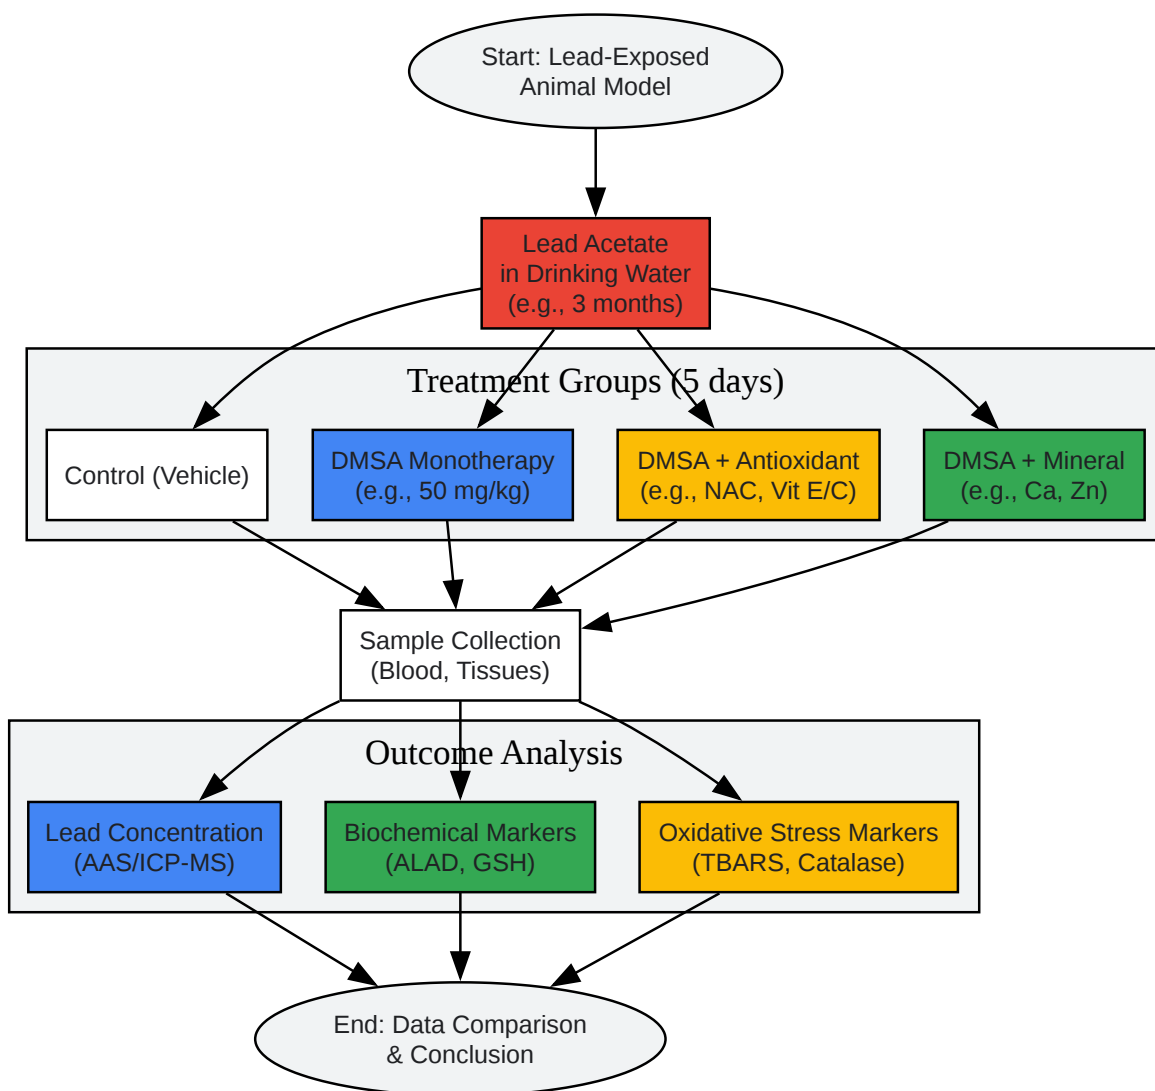 Start: Lead-Exposed
Animal Model
Lead Acetate
in Drinking Water
(e.g., 3 months)
Treatment Groups (5 days)
Control (Vehicle)
DMSA Monotherapy
(e.g., 50 mg/kg)
DMSA + Antioxidant
(e.g., NAC, Vit E/C)
DMSA + Mineral
(e.g., Ca, Zn)
Sample Collection
(Blood, Tissues)
Outcome Analysis
Lead Concentration
(AAS/ICP-MS)
Biochemical Markers
(ALAD, GSH)
Oxidative Stress Markers
(TBARS, Catalase)
End: Data Comparison
& Conclusion